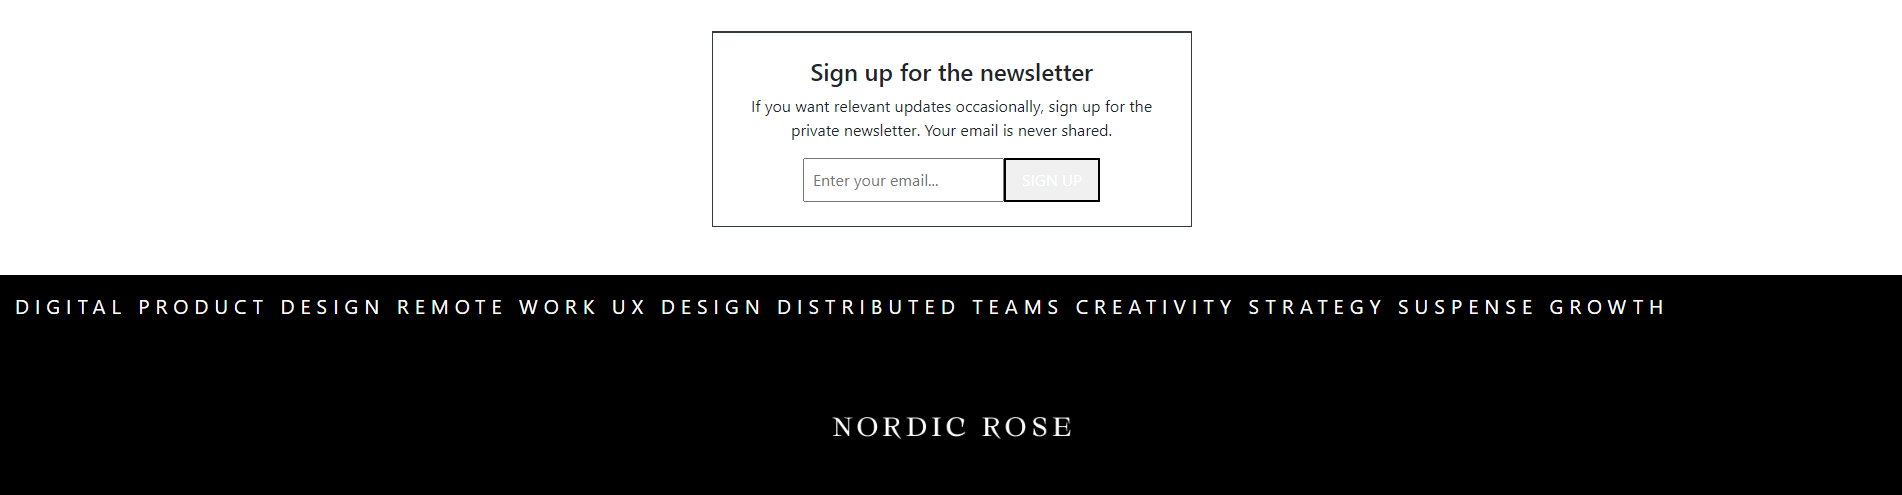 Sign up for the newsletter
If you want relevant updates occasionally, sign up for the
private newsletter. Your email is never shared.
Enter your email... SIGN UP
DIGITAL PRODUCT DESIGN REMOTE WORK UX DESIGN DISTRIBUTED TEAMS CREATIVITY STRATEGY SUSPENSE GROWTH
NORDIC ROSE